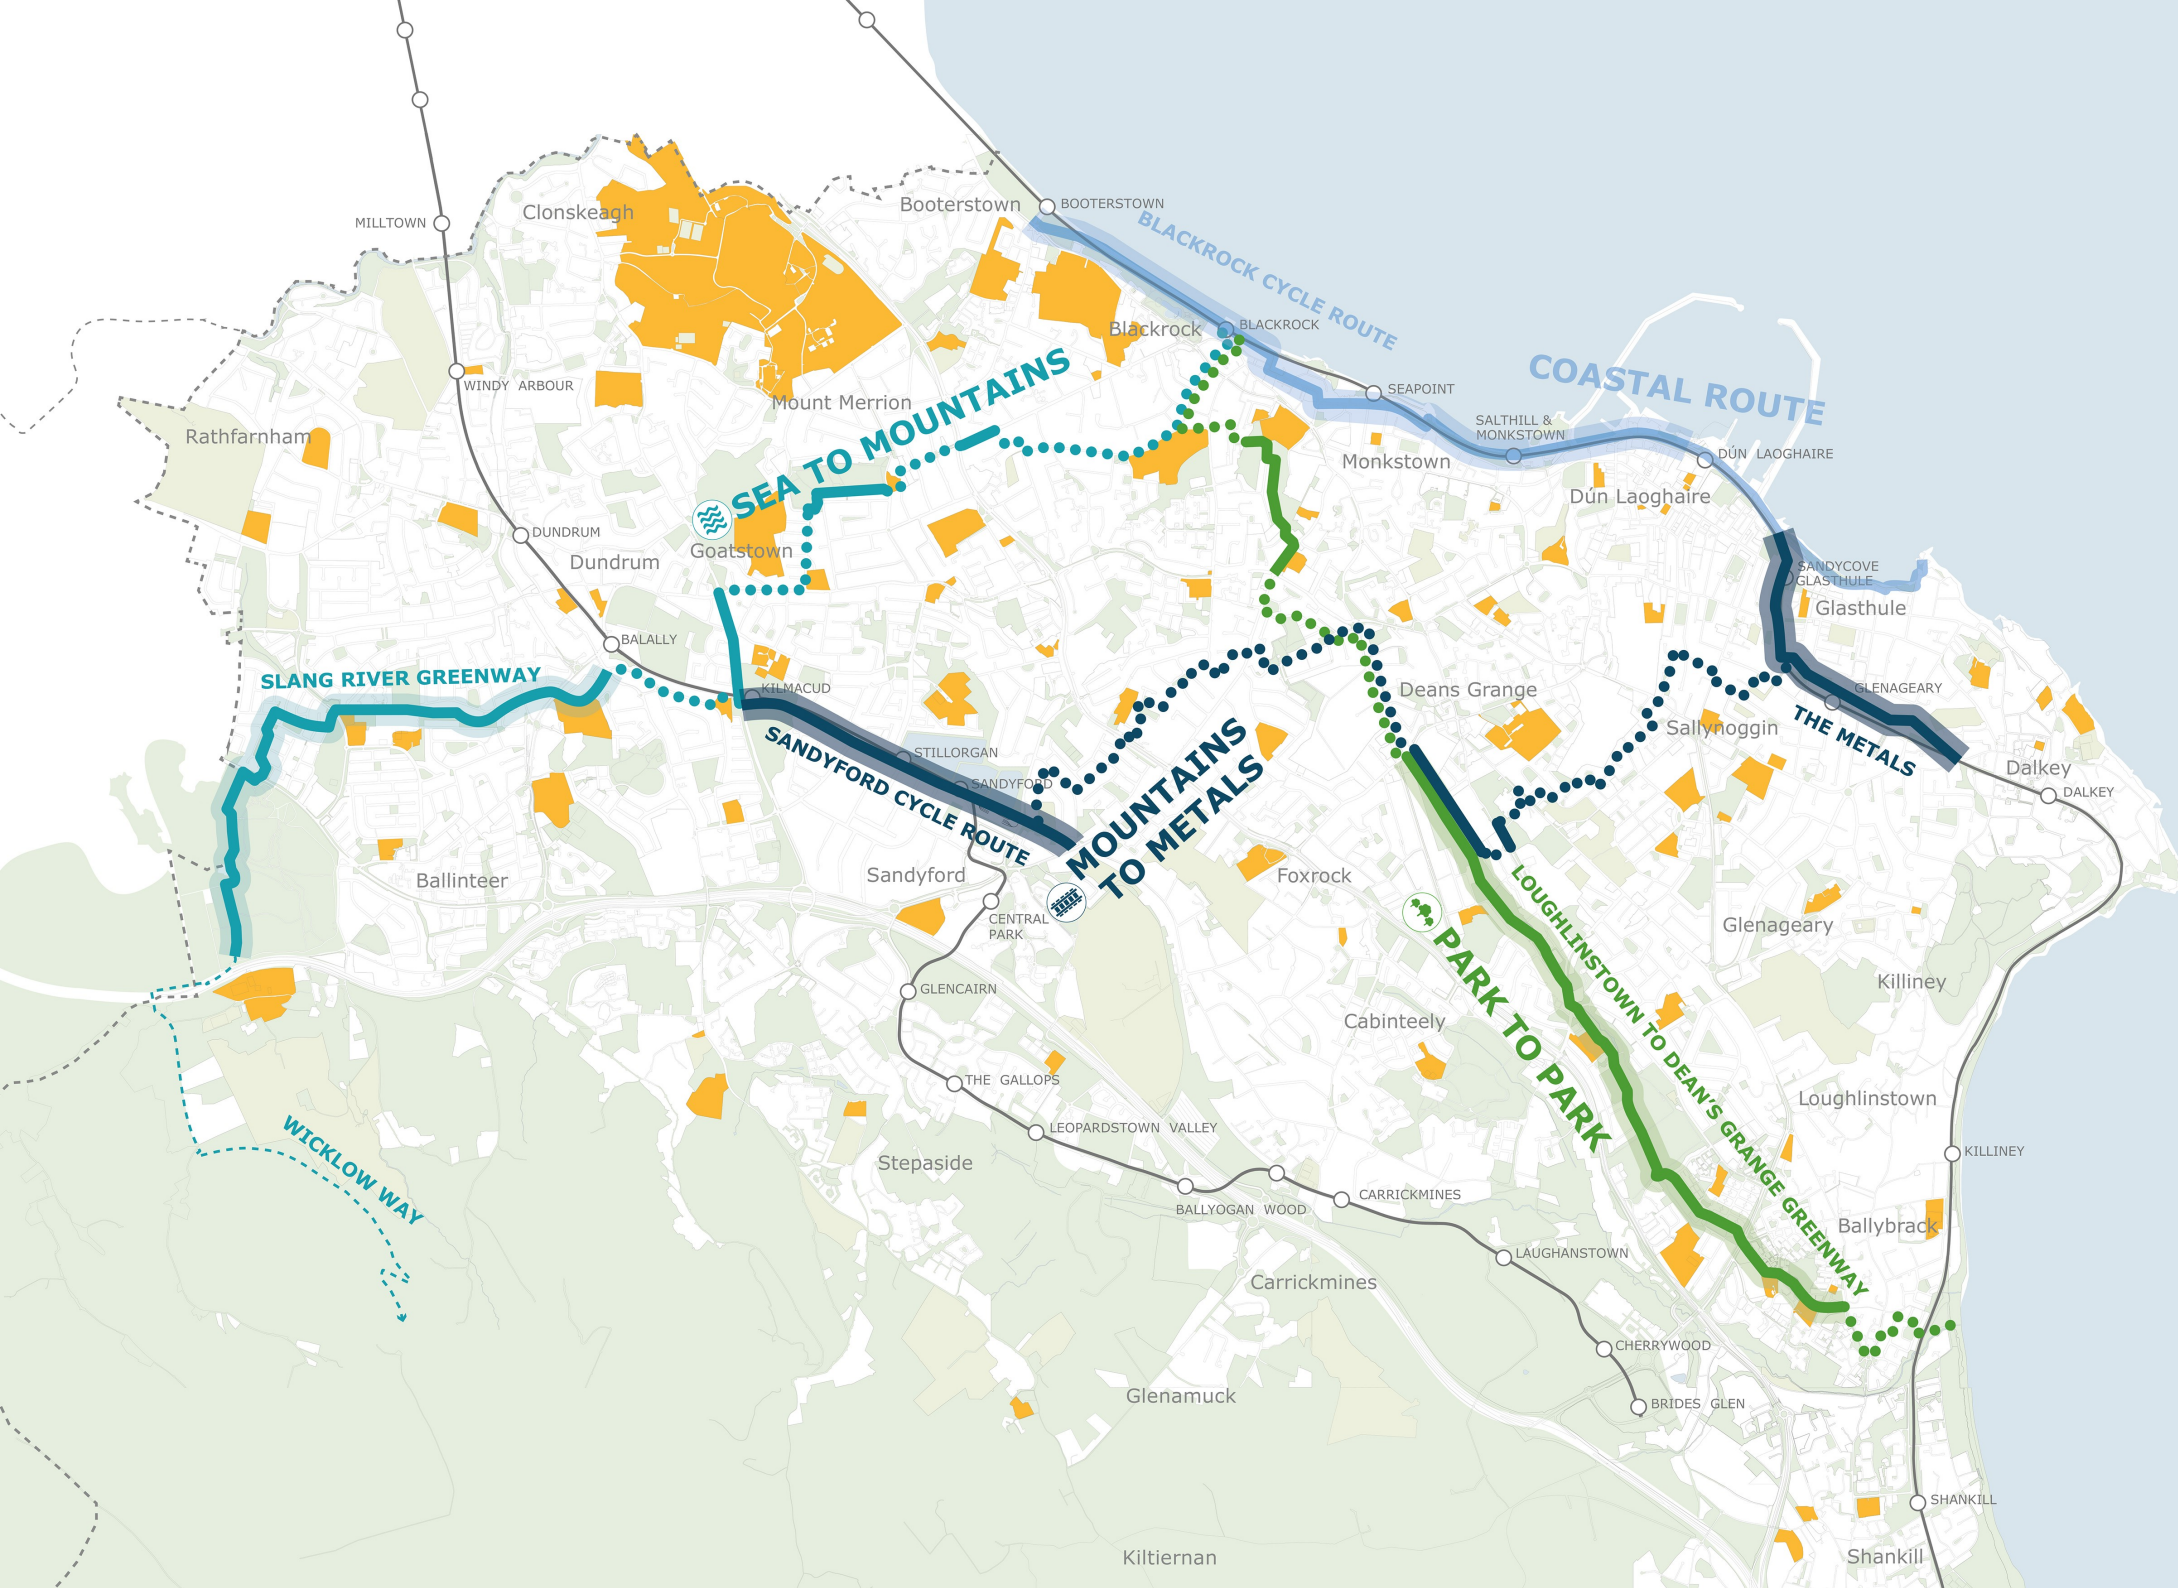 Clonskeagh
Booterstown
BOOTERSTOWN
MILLTOWN
BLACKROCK CYCLE ROUTE
Blackrock
BLACKROCK
WINDY ARBOUR
SEAPOINT
COASTAL ROUTE
Mount Merrion
SALTHILL &
MONKSTOWN
Rathfarnham
SEA TO MOUNTAINS
Monkstown
DÚN LAOGHAIRE
Dún Laoghaire
DUNDRUM
Goatstown
Dundrum
SANDYCOVE
GLASTHULE
Glasthule
BALALLY
SLANG RIVER GREENWAY
KILMACUD
Deans Grange
GLENAGEARY
Sallynoggin
THE METALS
STILLORGAN
SANDYFORD
SANDYFORD CYCLE ROUTE
MOUNTAINS
TO METALS
Dalkey
DALKEY
Ballinteer
Sandyford
Foxrock
CENTRAL
PARK
LOUGHLINSTOWN TO DEAN'S GRANGE GREENWAY
PARK TO PARK
Glenageary
Killiney
GLENCAIRN
Cabinteely
THE GALLOPS
Loughlinstown
WICKLOW WAY
LEOPARDSTOWN VALLEY
Stepaside
KILLINEY
CARRICKMINES
BALLYOGAN WOOD
Ballybrack
LAUGHANSTOWN
Carrickmines
CHERRYWOOD
Glenamuck
BRIDES GLEN
SHANKILL
Kiltiernan
Shankill